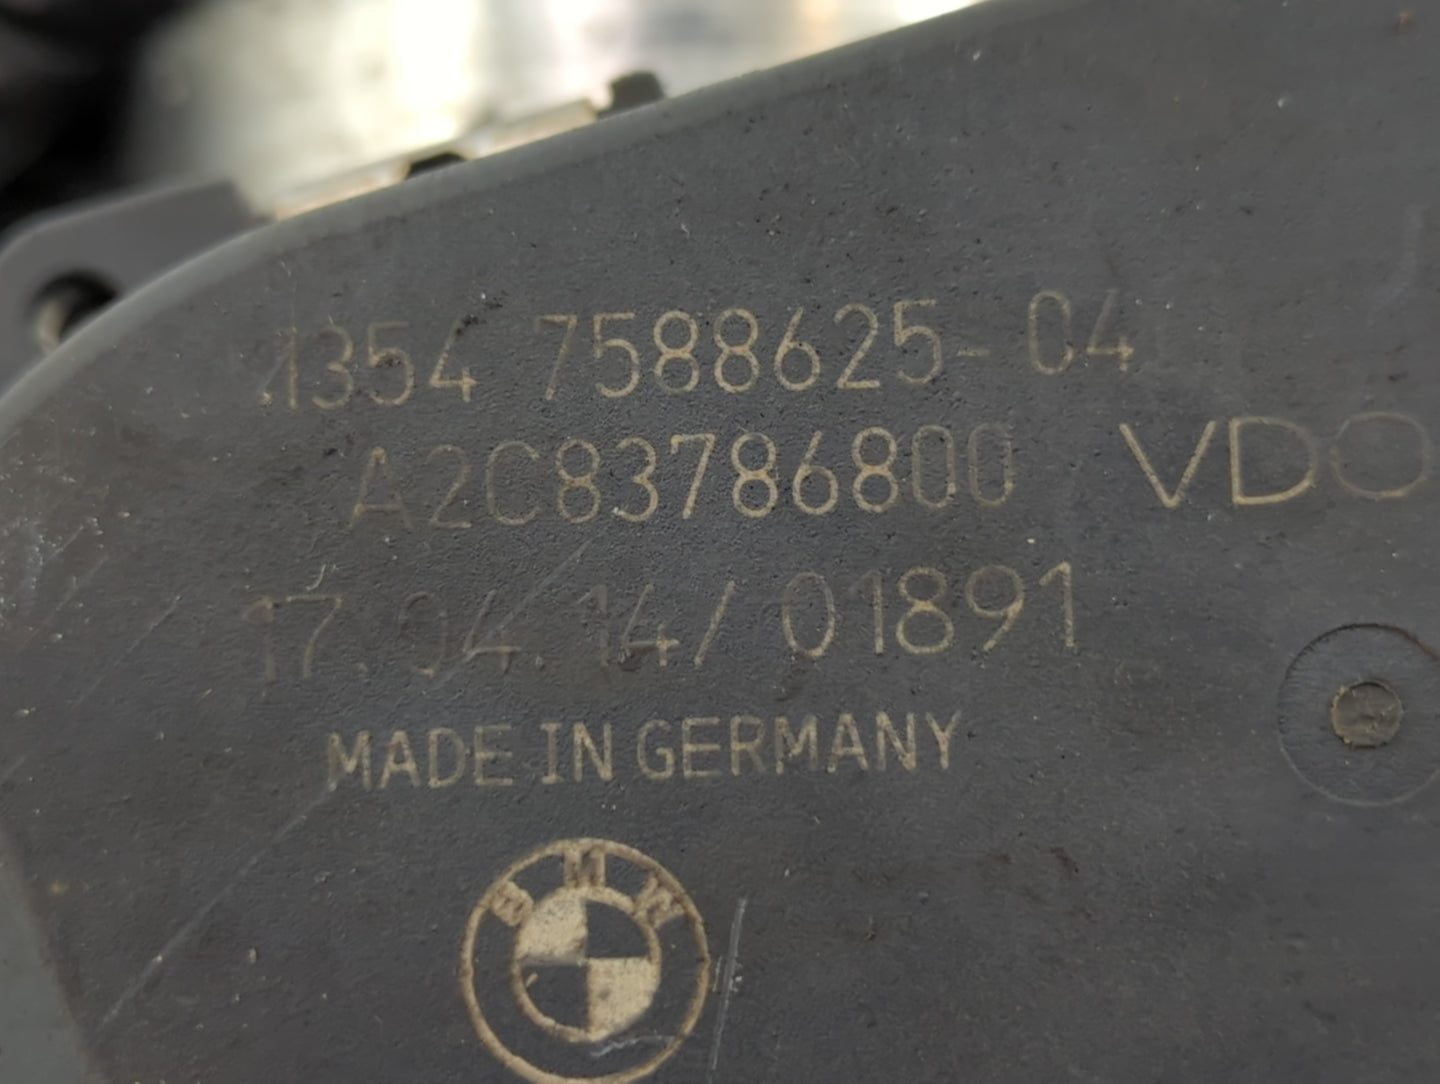 1354 7588625-04
A2C83786800 VDO
17.04.14/01891
MADE IN GERMANY
BMW